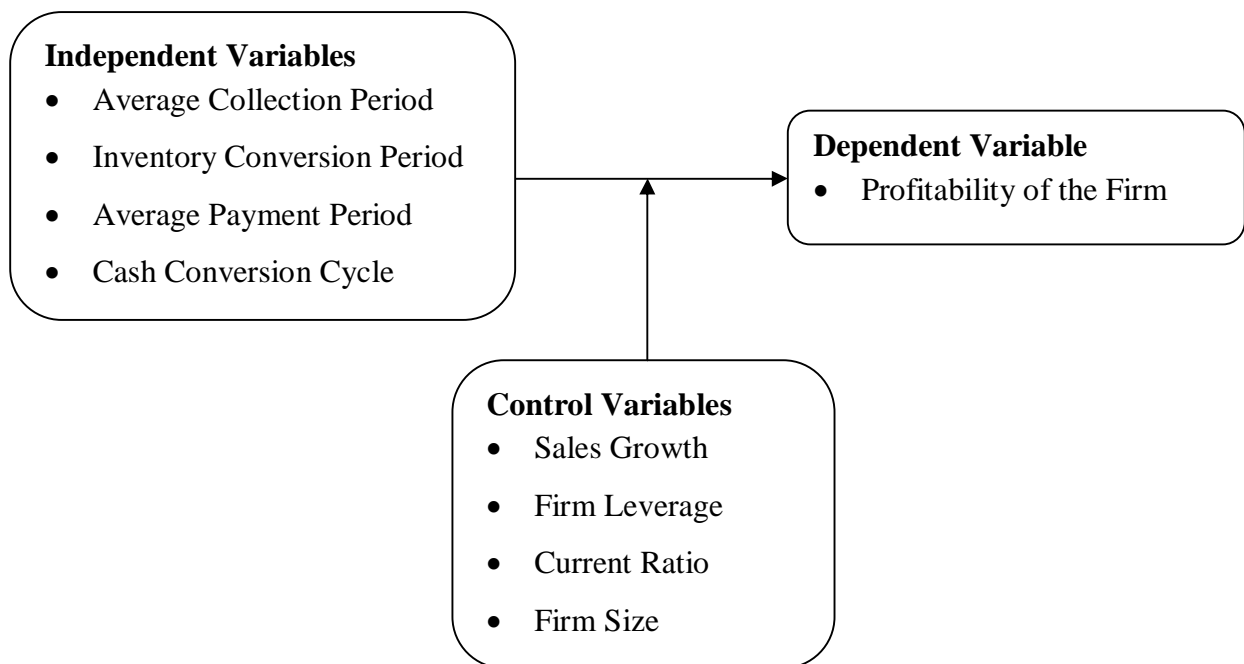 Independent Variables
• Average Collection Period
• Inventory Conversion Period
• Average Payment Period
• Cash Conversion Cycle
Dependent Variable
• Profitability of the Firm
Control Variables
• Sales Growth
• Firm Leverage
• Current Ratio
• Firm Size